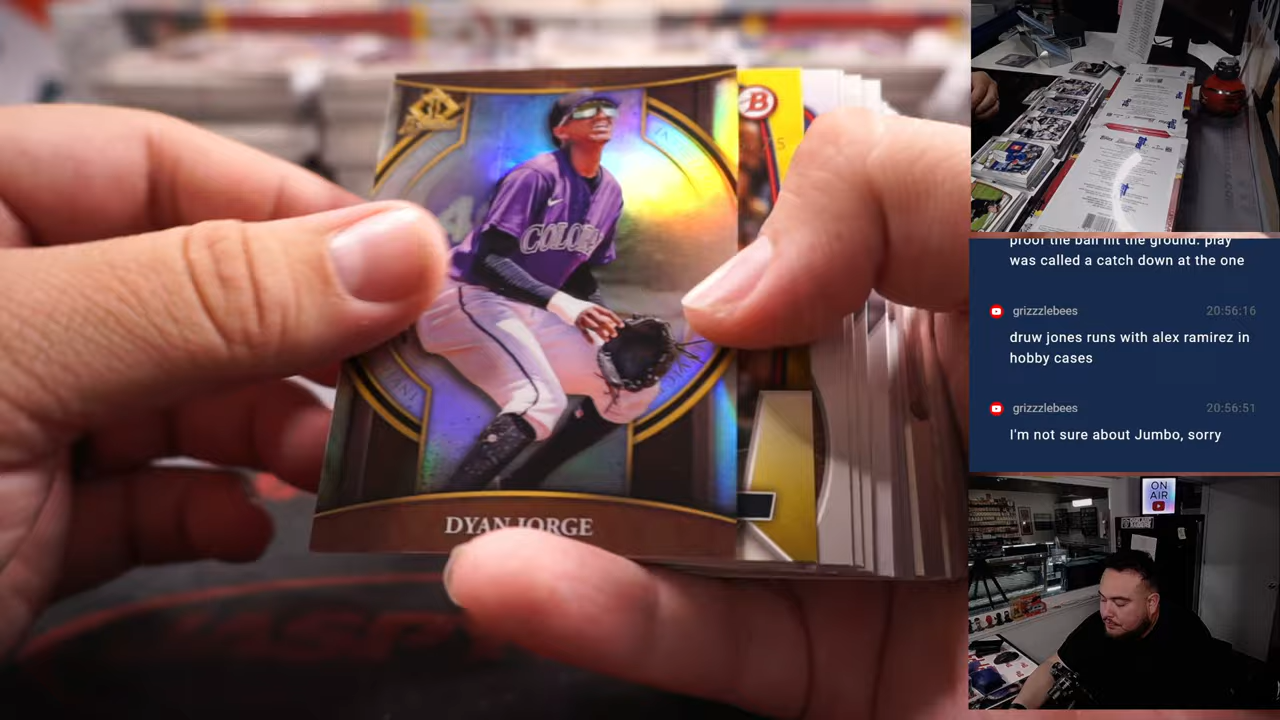 B
COLORA
DYAN JORGE
proof the ball hit the ground. play
was called a catch down at the one
grizzzlebees 20:56:16
druw jones runs with alex ramirez in
hobby cases
grizzzlebees 20:56:51
I'm not sure about Jumbo, sorry
ON
AIR